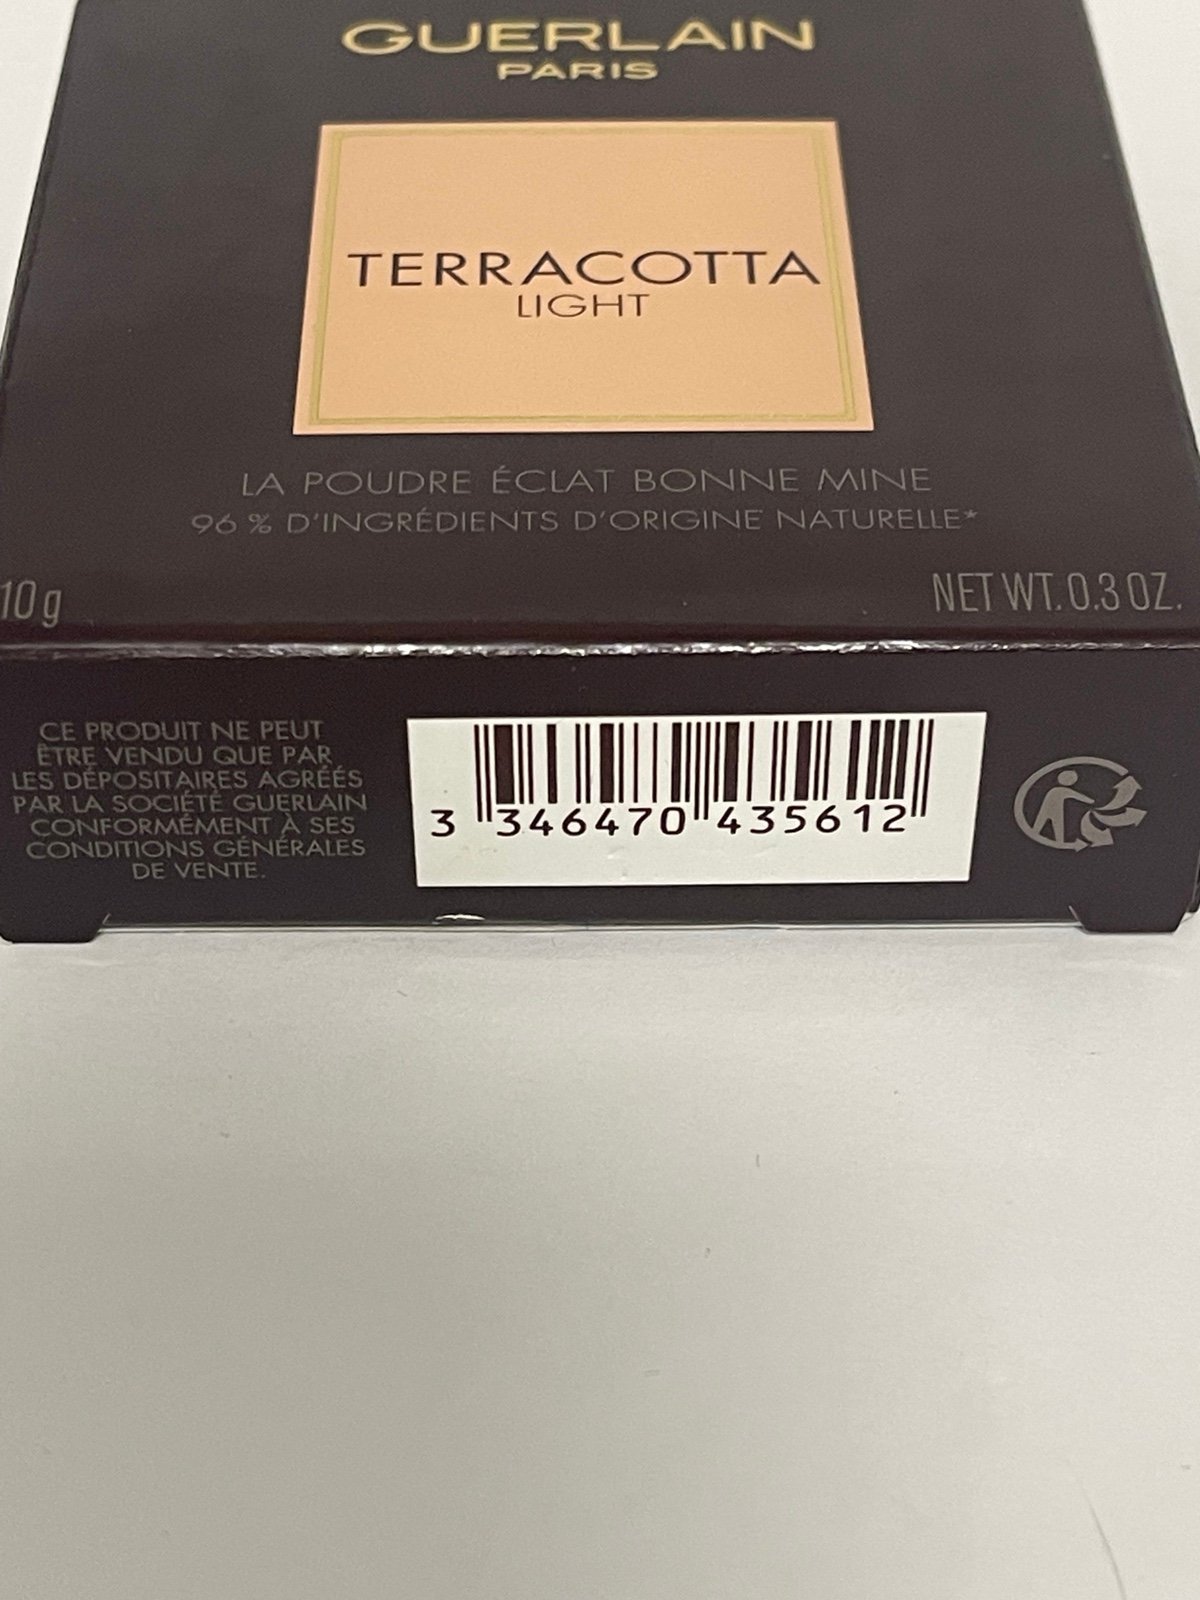 GUERLAIN
PARIS
TERRACOTTA
LIGHT
LA POUDRE ÉCLAT BONNE MINE
96 % D'INGRÉDIENTS D'ORIGINE NATURELLE*
10 g
NET WT. 0.3 OZ.
CE PRODUIT NE PEUT
ÊTRE VENDU QUE PAR
LES DÉPOSITAIRES AGRÉÉS
PAR LA SOCIÉTÉ GUERLAIN
CONFORMÉMENT À SES
CONDITIONS GÉNÉRALES
DE VENTE.
3 346470 435612